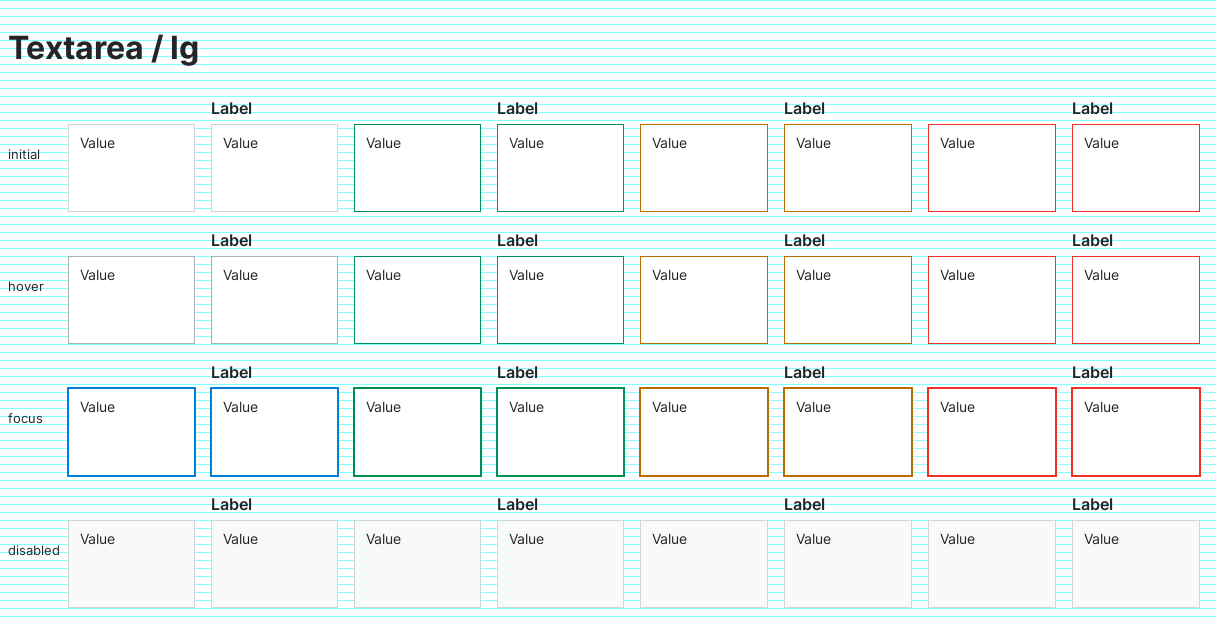 Textarea / lg
Label Label Label Label
initial Value Value Value Value Value Value Value Value
Label Label Label Label
hover Value Value Value Value Value Value Value Value
Label Label Label Label
focus Value Value Value Value Value Value Value Value
Label Label Label Label
disabled Value Value Value Value Value Value Value Value